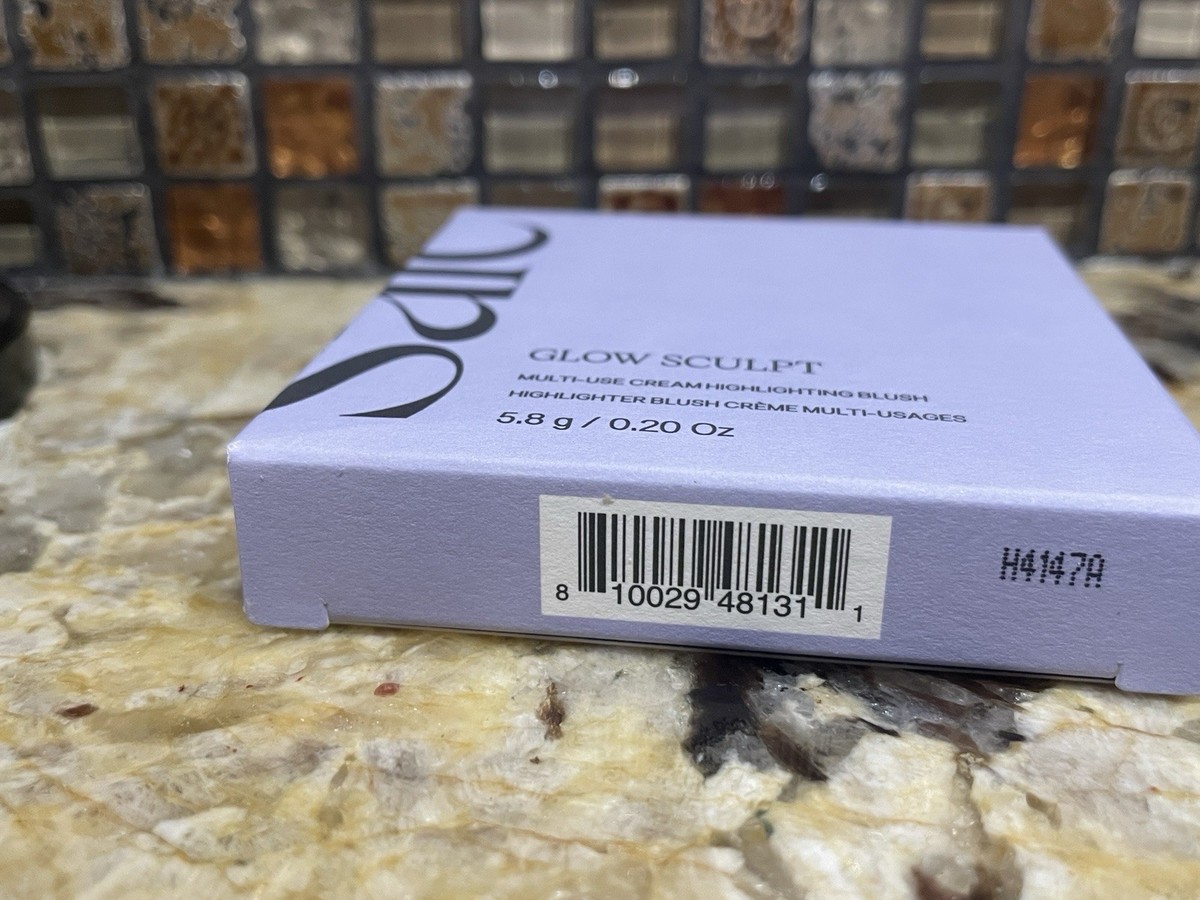 GLOW SCULPT
MULTI-USE CREAM HIGHLIGHTING BLUSH
HIGHLIGHTER BLUSH CRÈME MULTI-USAGES
5.8 g / 0.20 Oz
8 10029 48131 1
H4147A